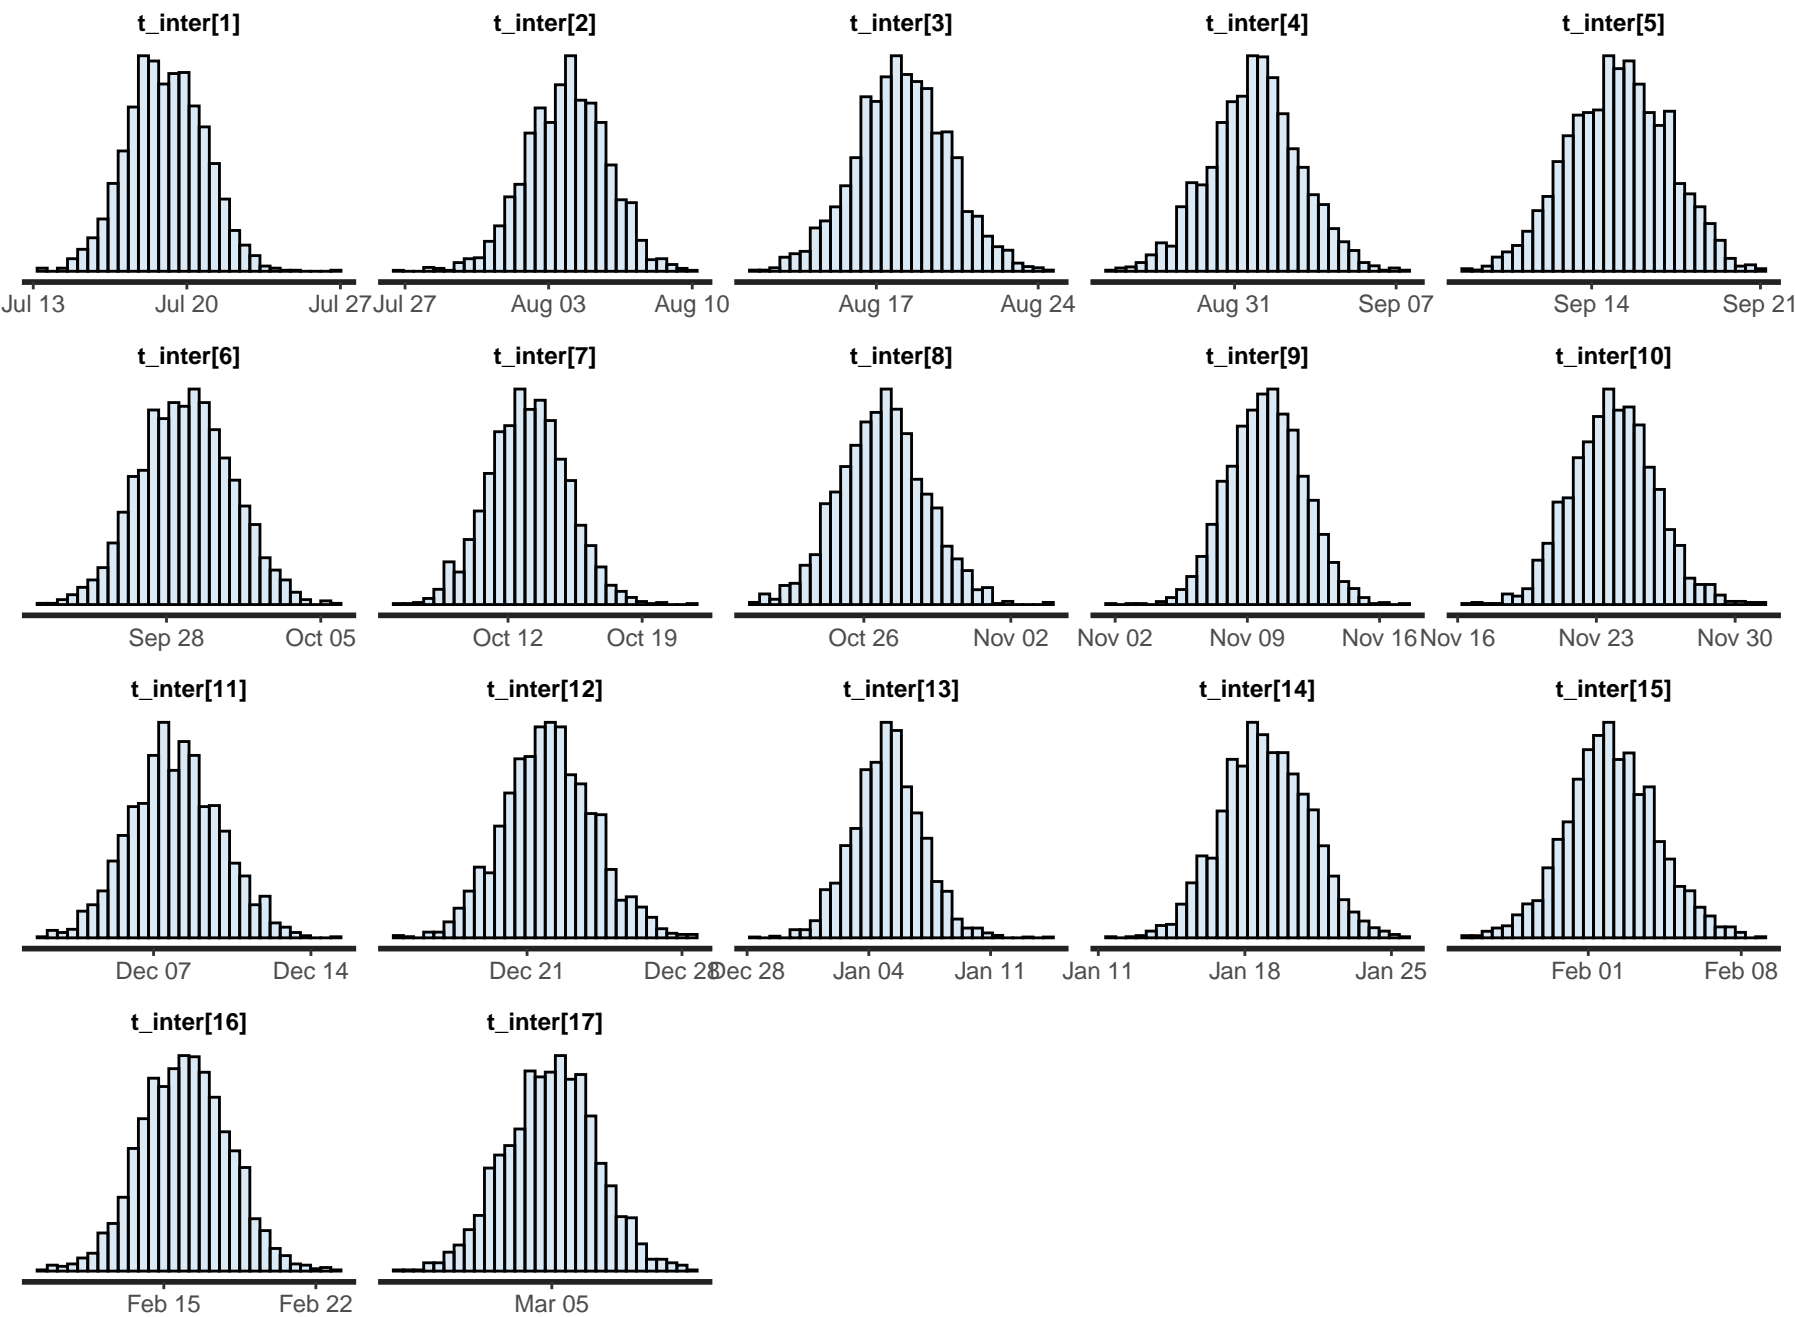 t_inter[1] t_inter[2] t_inter[3] t_inter[4] t_inter[5]
Jul 13 Jul 20 Jul 27 Jul 27 Aug 03 Aug 10 Aug 17 Aug 24 Aug 31 Sep 07 Sep 14 Sep 21
t_inter[6] t_inter[7] t_inter[8] t_inter[9] t_inter[10]
Sep 28 Oct 05 Oct 12 Oct 19 Oct 26 Nov 02 Nov 02 Nov 09 Nov 16 Nov 16 Nov 23 Nov 30
t_inter[11] t_inter[12] t_inter[13] t_inter[14] t_inter[15]
Dec 07 Dec 14 Dec 21 Dec 28 Dec 28 Jan 04 Jan 11 Jan 11 Jan 18 Jan 25 Feb 01 Feb 08
t_inter[16] t_inter[17]
Feb 15 Feb 22 Mar 05